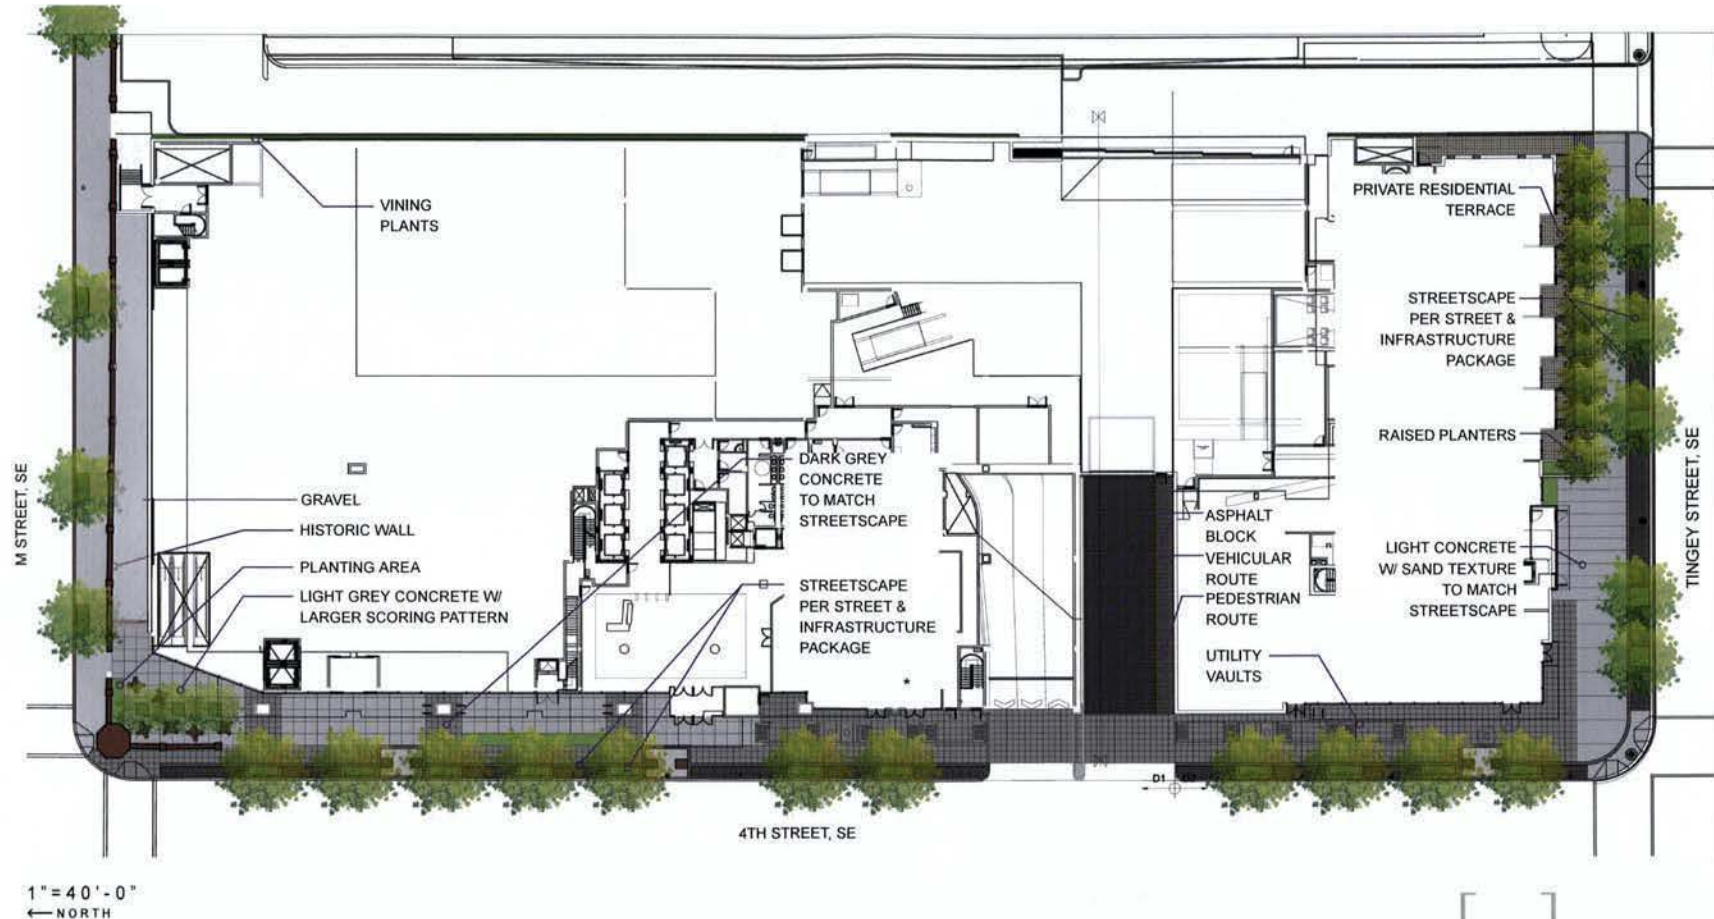 VINING
PLANTS
PRIVATE RESIDENTIAL
TERRACE
STREETSCAPE
PER STREET &
INFRASTRUCTURE
PACKAGE
RAISED PLANTERS
M STREET, SE
GRAVEL
HISTORIC WALL
PLANTING AREA
LIGHT GREY CONCRETE W/
LARGER SCORING PATTERN
DARK GREY
CONCRETE
TO MATCH
STREETSCAPE
STREETSCAPE
PER STREET &
INFRASTRUCTURE
PACKAGE
ASPHALT
BLOCK
VEHICULAR
ROUTE
PEDESTRIAN
ROUTE
UTILITY
VAULTS
LIGHT CONCRETE
W/ SAND TEXTURE
TO MATCH
STREETSCAPE
TINGEY STREET, SE
D1
4TH STREET, SE
1"=40'-0"
NORTH